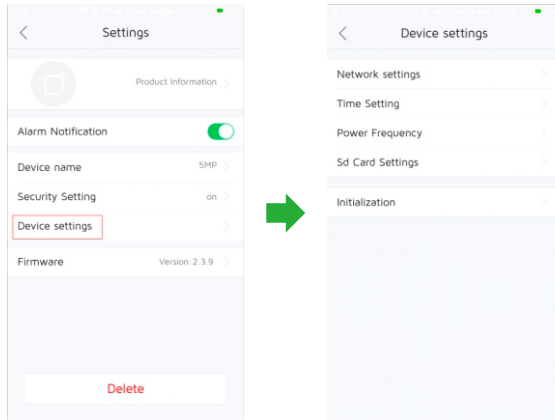 Settings
Product Information
Alarm Notification
Device name 5MP
Security Setting on
Device settings
Firmware Version:2.3.9
Delete
Device settings
Network settings
Time Setting
Power Frequency
Sd Card Settings
Initialization